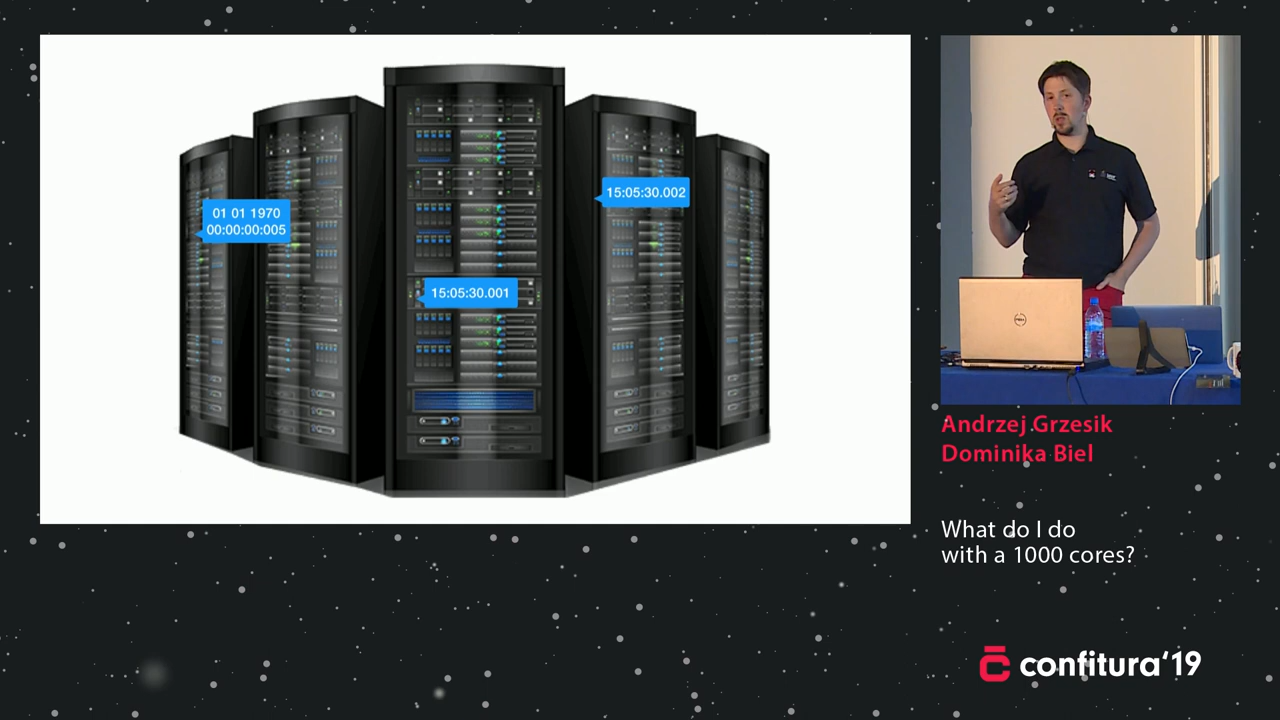 01 01 1970
00:00:00:005
15:05:30.002
15:05:30.001
DELL
Andrzej Grzesik
Dominika Biel
What do I do
with a 1000 cores?
confitura‘19